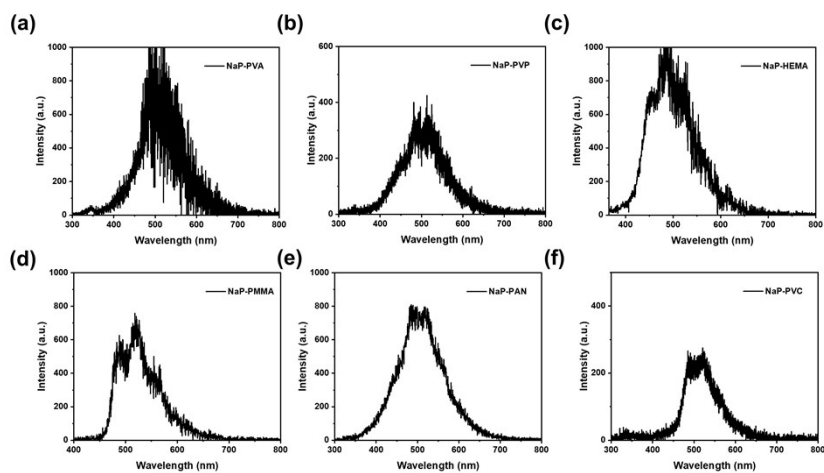 (a)
NaP-PVA
Intensity (a.u.)
1000
800
600
400
200
0
300 400 500 600 700 800
Wavelength (nm)
(b)
NaP-PVP
Intensity (a.u.)
600
400
200
0
300 400 500 600 700 800
Wavelength (nm)
(c)
NaP-HEMA
Intensity (a.u.)
1000
800
600
400
200
0
400 500 600 700 800
Wavelength (nm)
(d)
NaP-PMMA
Intensity (a.u.)
1000
800
600
400
200
0
400 500 600 700 800
Wavelength (nm)
(e)
NaP-PAN
Intensity (a.u.)
1000
800
600
400
200
0
300 400 500 600 700 800
Wavelength (nm)
(f)
NaP-PVC
Intensity (a.u.)
400
200
0
300 400 500 600 700 800
Wavelength (nm)